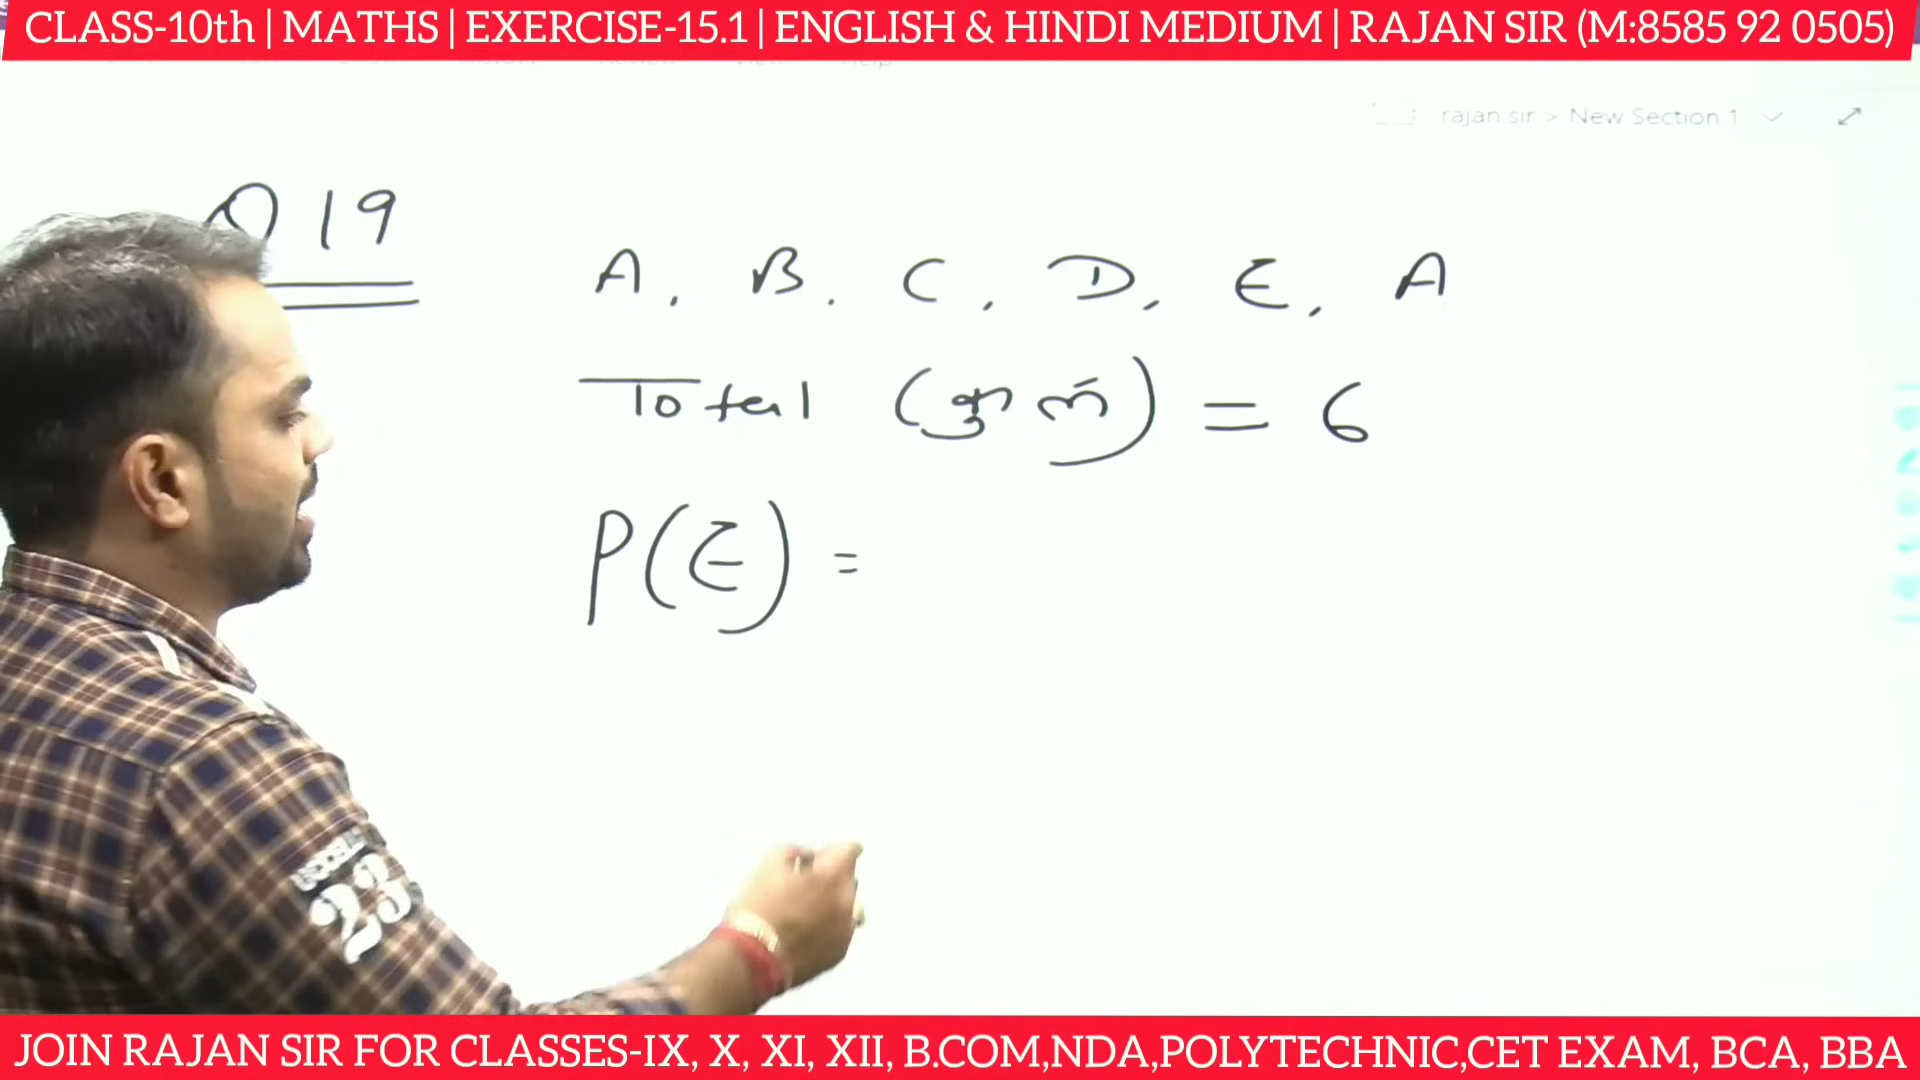 CLASS-10th | MATHS | EXERCISE-15.1 | ENGLISH & HINDI MEDIUM | RAJAN SIR (M:8585 92 0505)
rajan sir > New Section 1
Q 19
A, B, C, D, E, A
Total (कुल) = 6
P(E) =
23
JOIN RAJAN SIR FOR CLASSES-IX, X, XI, XII, B.COM,NDA,POLYTECHNIC,CET EXAM, BCA, BBA